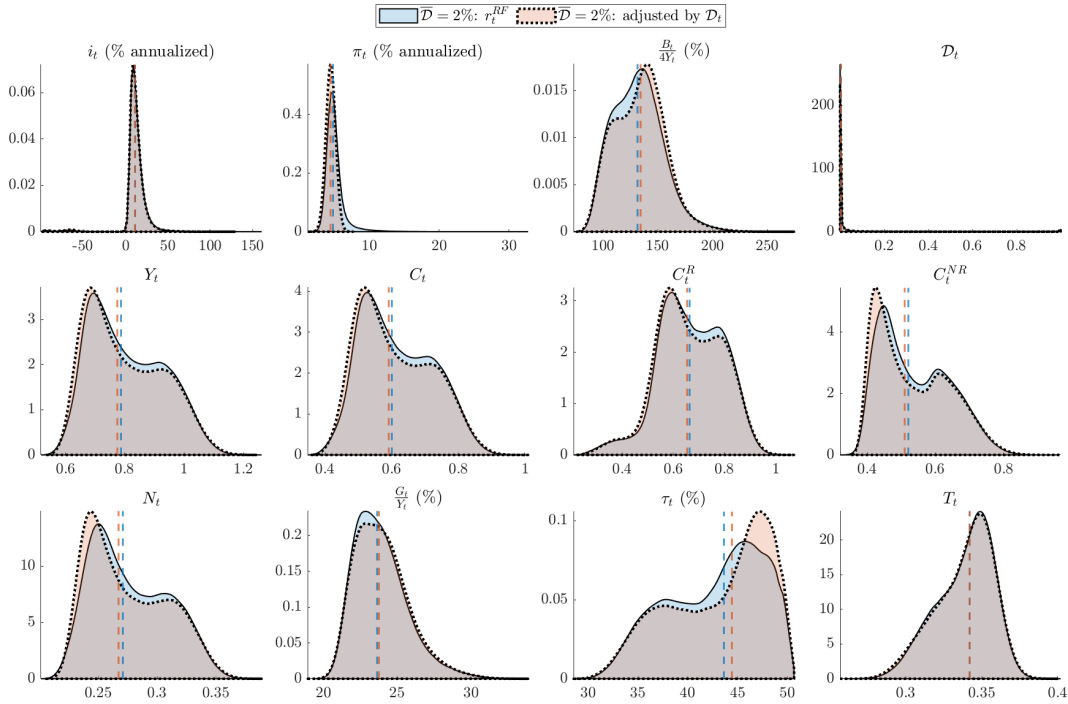 𝒟̅ = 2%: r_t^{RF} 𝒟̅ = 2%: adjusted by 𝒟_t
i_t (% annualized) π_t (% annualized) B_t/4Y_t (%) 𝒟_t
0.06
0.04
0.02
0
-50 0 50 100 150
0.4
0.2
0
10 20 30
0.015
0.01
0.005
0
100 150 200 250
200
100
0
0.2 0.4 0.6 0.8
Y_t C_t C_t^R C_t^{NR}
3
2
1
0
0.6 0.8 1 1.2
4
3
2
1
0
0.4 0.6 0.8 1
3
2
1
0
0.4 0.6 0.8 1
4
2
0
0.4 0.6 0.8
N_t G_t/Y_t (%) τ_t (%) T_t
10
5
0
0.25 0.3 0.35
0.2
0.15
0.1
0.05
0
20 25 30
0.1
0.05
0
30 35 40 45 50
20
15
10
5
0
0.3 0.35 0.4